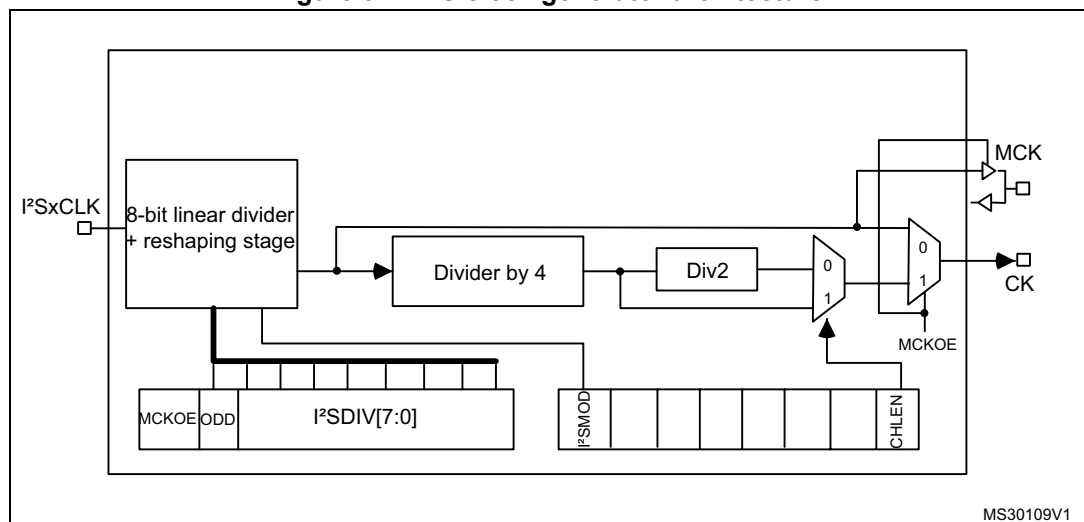 MCK
I²SxCLK
8-bit linear divider
+ reshaping stage
0
Divider by 4
Div2
0
1
1
CK
MCKOE
MCKOE
ODD
I²SDIV[7:0]
I²SMOD
CHLEN
MS30109V1